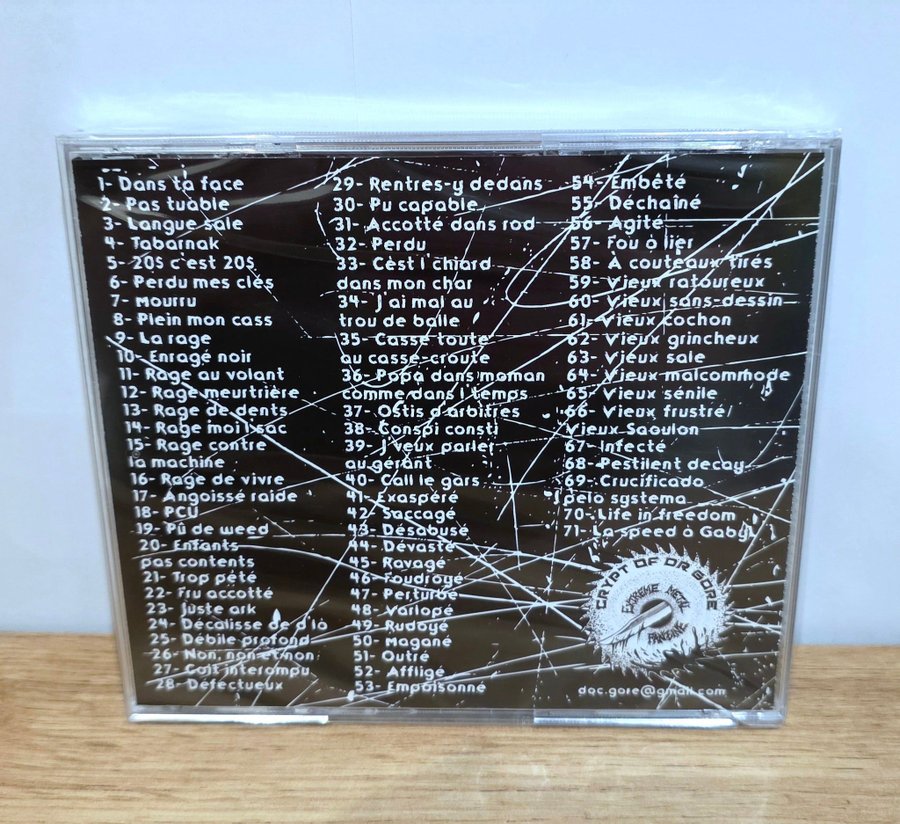 1- Dans ta face
2- Pas tuable
3- Langue sale
4- Tabarnak
5- 20$ c'est 20$
6- Perdu mes clés
7- Mourru
8- Plein mon cass
9- La rage
10- Enragé noir
11- Rage au volant
12- Rage meurtrière
13- Rage de dents
14- Rage moi l'sac
15- Rage contre
la machine
16- Rage de vivre
17- Angoissé raide
18- PCU
19- Pû de weed
20- Enfants
pas contents
21- Trop pété
22- Fru accotté
23- Juste ark
24- Décalisse de d'là
25- Débile profond
26- Non, non et non
27- Coït interompu
28- Défectueux
29- Rentres-y dedans
30- Pu capable
31- Accotté dans rod
32- Perdu
33- Cèst l'chiard
dans mon char
34- J'ai mal au
trou de balle
35- Casse toute
au casse-croute
36- Popa dans moman
comme dans l'temps
37- Ostis d'arbitres
38- Conspi consti
39- J'veux parler
au gérant
40- Call le gars
41- Exaspéré
42- Saccagé
43- Désabusé
44- Dévasté
45- Ravagé
46- Foudroyé
47- Perturbé
48- Varlopé
49- Rudoyé
50- Magané
51- Outré
52- Affligé
53- Empoisonné
54- Embêté
55- Déchaîné
56- Agité
57- Fou à lier
58- À couteaux tirés
59- Vieux ratoureux
60- Vieux sans-dessin
61- Vieux cochon
62- Vieux grincheux
63- Vieux sale
64- Vieux malcommode
65- Vieux sénile
66- Vieux frustré/
Vieux Saoulon
67- Infecté
68- Pestilent decay
69- Crucificado
pelo systema
70- Life in freedom
71- La speed à Gaby
CRYPT OF DR GORE
EXTREME METAL
FANZINE
doc.gore@gmail.com